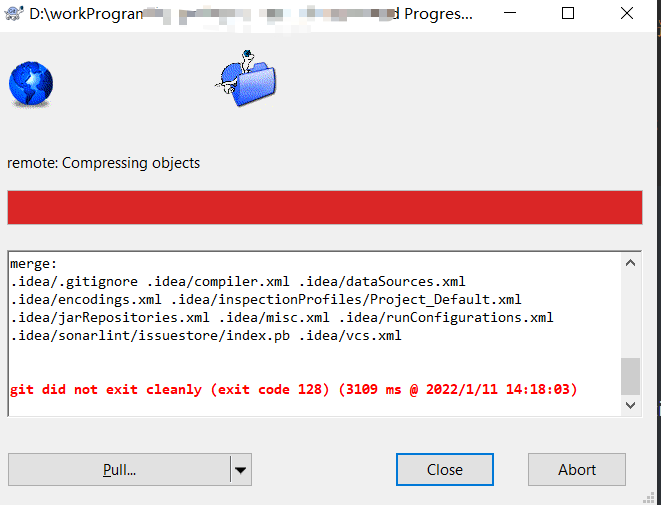 D:\workProgram d Progres...
remote: Compressing objects
merge:
.idea/.gitignore .idea/compiler.xml .idea/dataSources.xml
.idea/encodings.xml .idea/inspectionProfiles/Project_Default.xml
.idea/jarRepositories.xml .idea/misc.xml .idea/runConfigurations.xml
.idea/sonarlint/issuestore/index.pb .idea/vcs.xml
git did not exit cleanly (exit code 128) (3109 ms @ 2022/1/11 14:18:03)
Pull...
Close
Abort